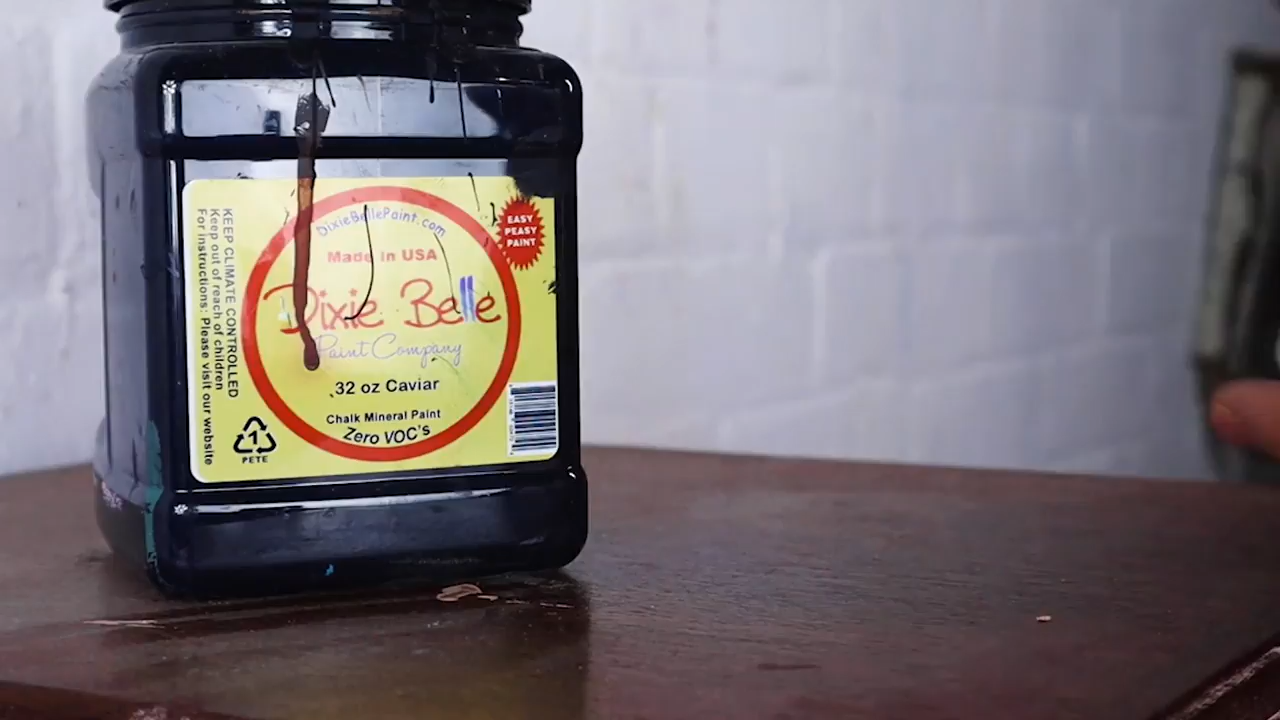 KEEP CLIMATE CONTROLLED
Keep out of reach of children
For instructions: Please visit our website
DixieBellePaint.com
EASY
PEASY
PAINT
Made in USA
Dixie Belle
Paint Company
32 oz Caviar
Chalk Mineral Paint
Zero VOC's
1
PETE